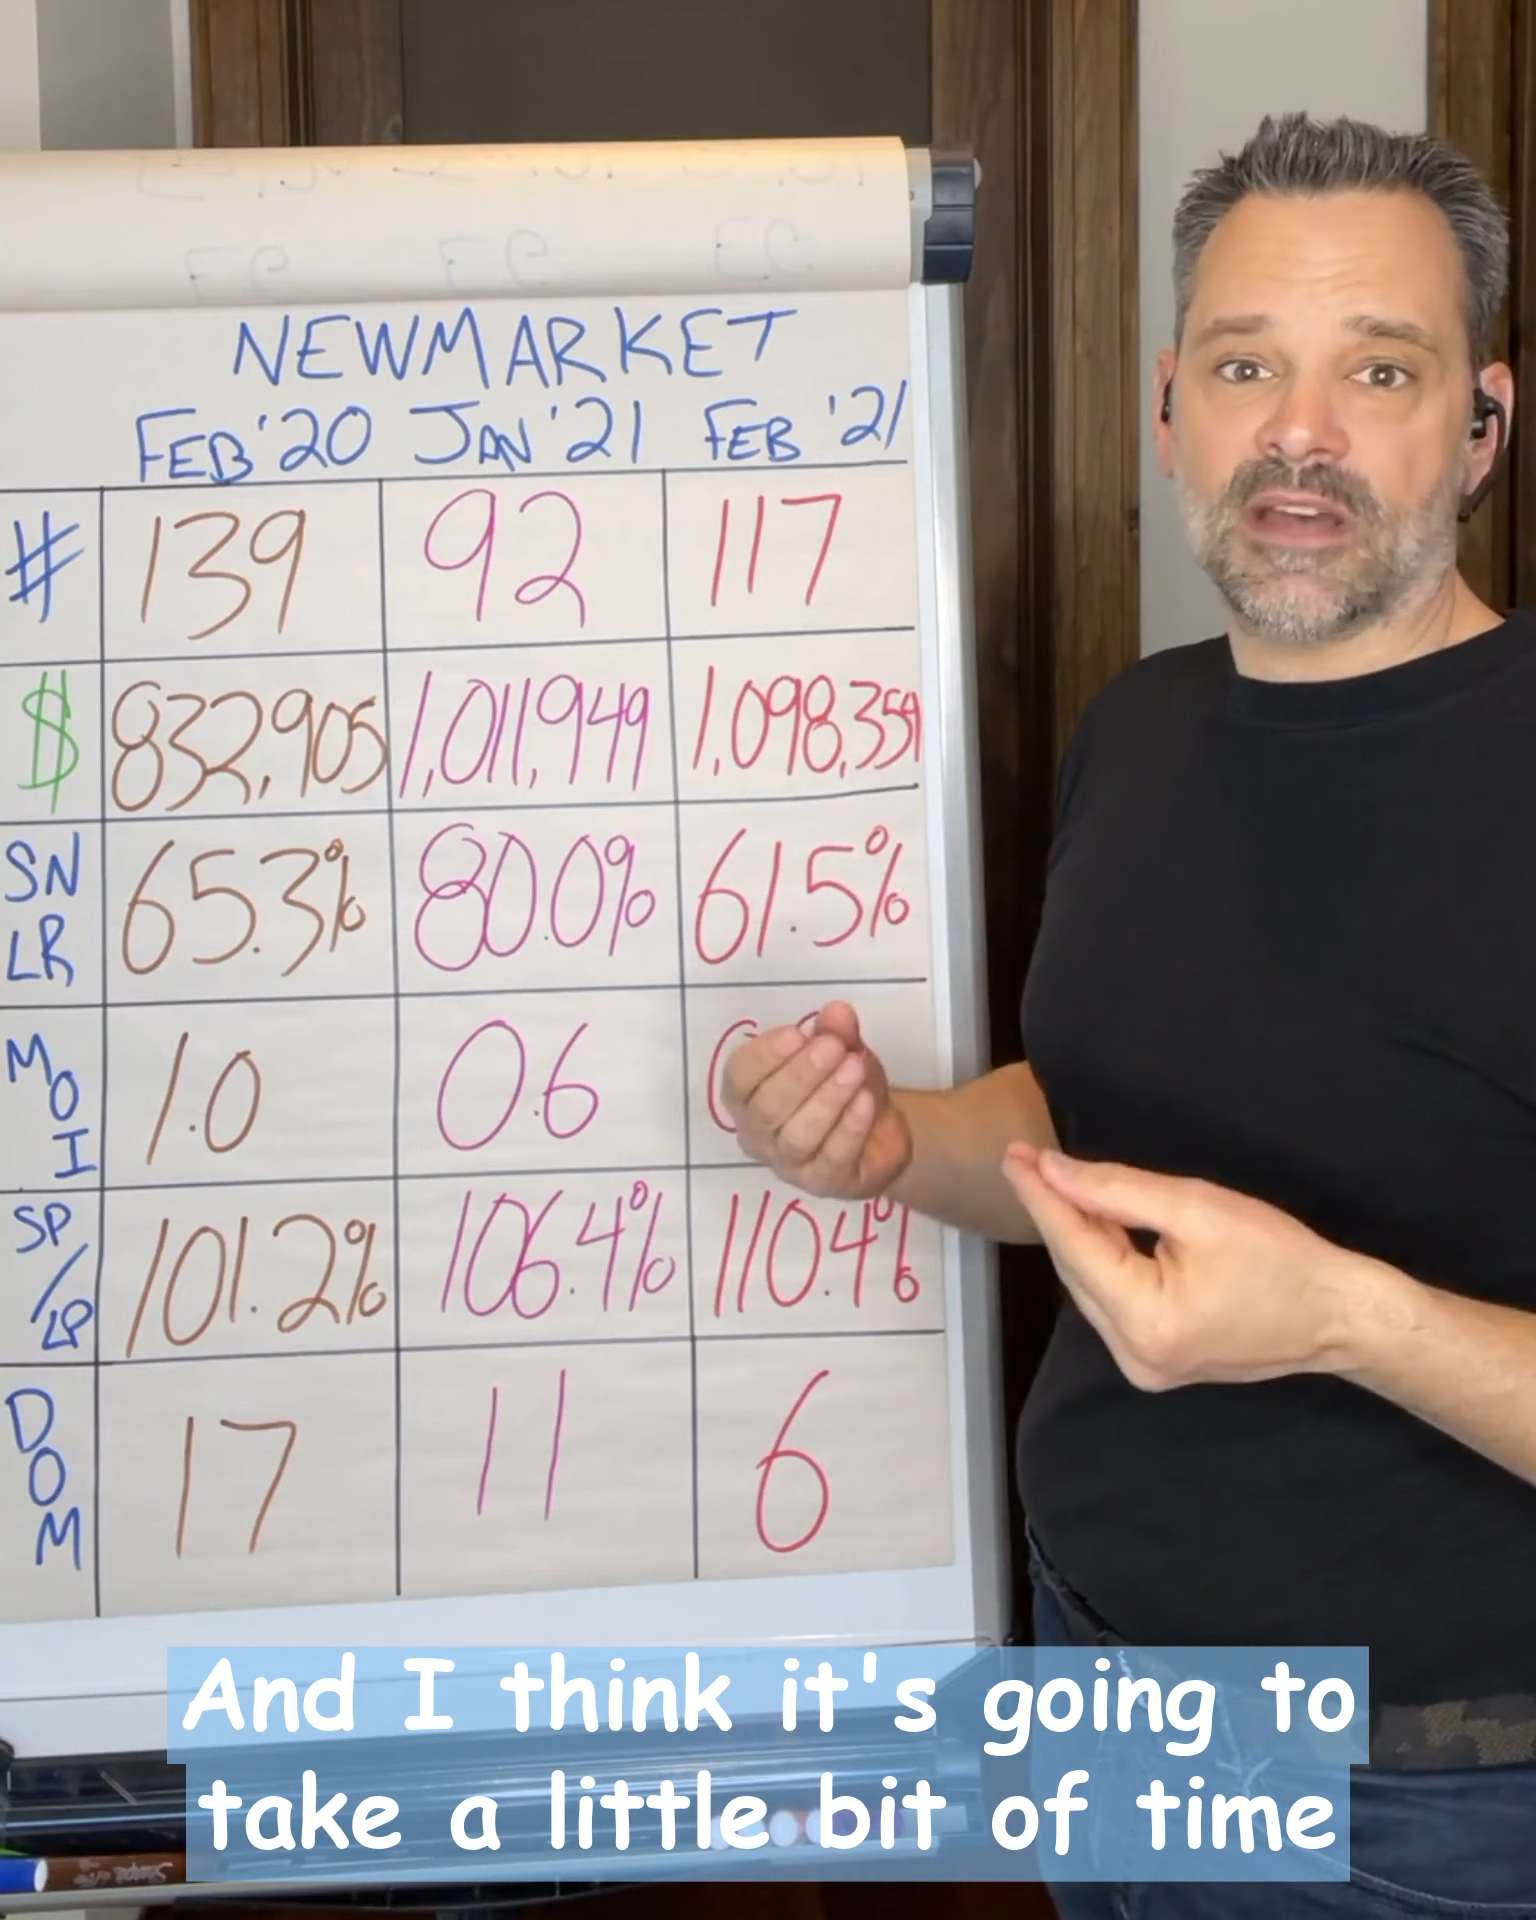 NEWMARKET
FEB '20 JAN '21 FEB '21
# 139 92 117
$ 832,905 1,011,949 1,098,359
SN LR 65.3% 80.0% 61.5%
MOI 1.0 0.6
SP/LP 101.2% 106.4% 110.4%
DOM 17 11 6
And I think it's going to
take a little bit of time
Sharpie